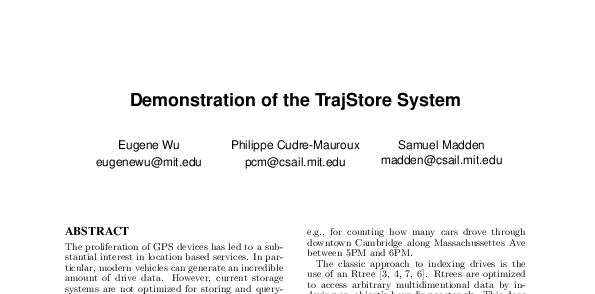 Demonstration of the TrajStore System
Eugene Wu
eugenewu@mit.edu
Philippe Cudre-Mauroux
pcm@csail.mit.edu
Samuel Madden
madden@csail.mit.edu
ABSTRACT
The proliferation of GPS devices has led to a sub-
stantial interest in location based services. In par-
ticular, modern vehicles can generate an incredible
amount of drive data. However, current storage
systems are not optimized for storing and query-
e.g., for counting how many cars drove through
downtown Cambridge along Massachussettes Ave
between 5PM and 6PM.
The classic approach to indexing drives is the
use of an Rtree [3, 4, 7, 6]. Rtrees are optimized
to access arbitrary multidimensional data by in-